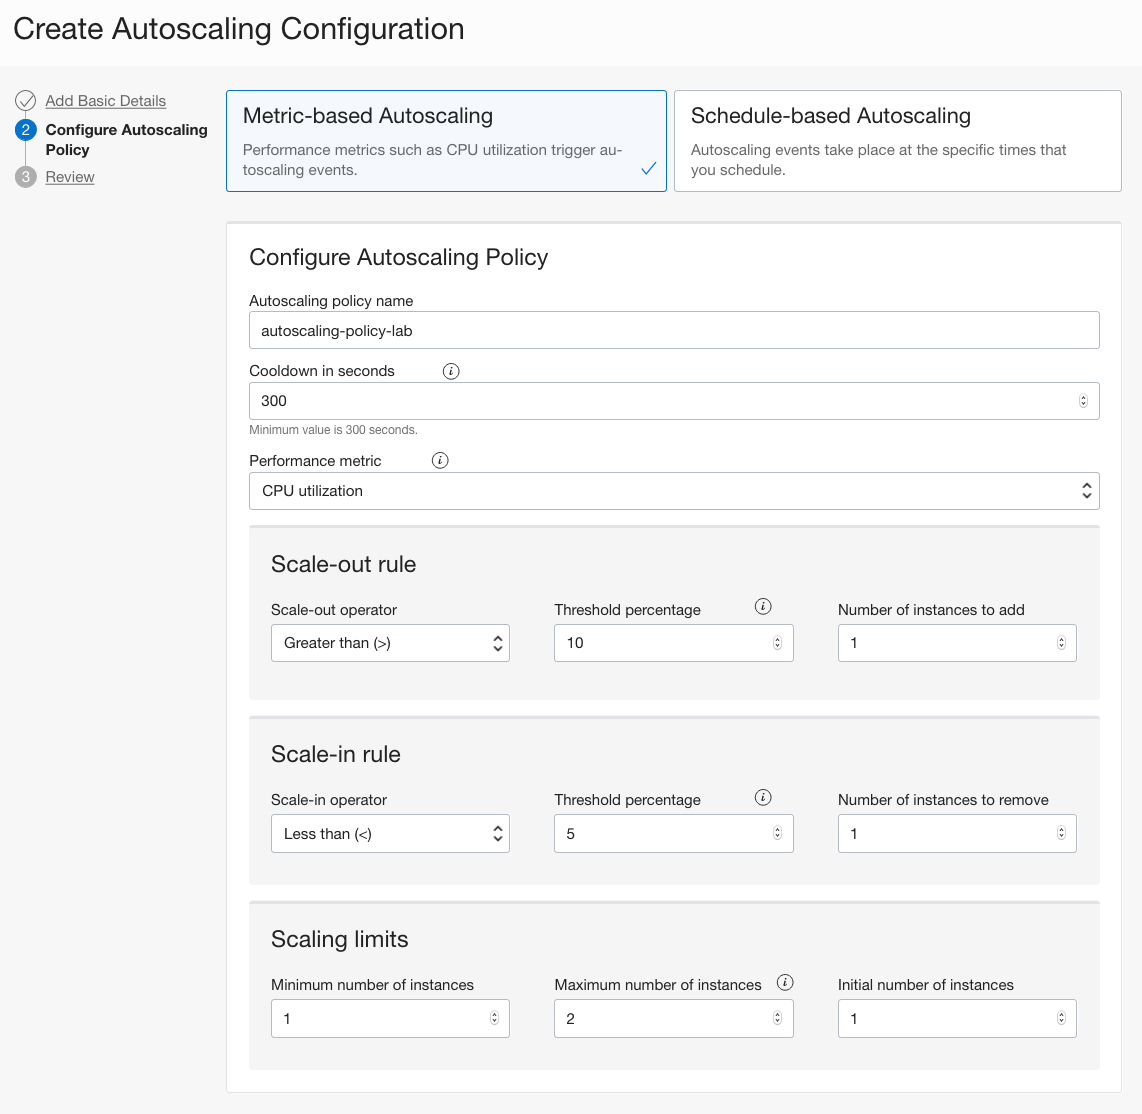 Create Autoscaling Configuration
Add Basic Details
2 Configure Autoscaling
Policy
3 Review
Metric-based Autoscaling
Performance metrics such as CPU utilization trigger au-
toscaling events.
Schedule-based Autoscaling
Autoscaling events take place at the specific times that
you schedule.
Configure Autoscaling Policy
Autoscaling policy name
autoscaling-policy-lab
Cooldown in seconds i
300
Minimum value is 300 seconds.
Performance metric i
CPU utilization
Scale-out rule
Scale-out operator Threshold percentage i Number of instances to add
Greater than (>) 10 1
Scale-in rule
Scale-in operator Threshold percentage i Number of instances to remove
Less than (<) 5 1
Scaling limits
Minimum number of instances Maximum number of instances i Initial number of instances
1 2 1